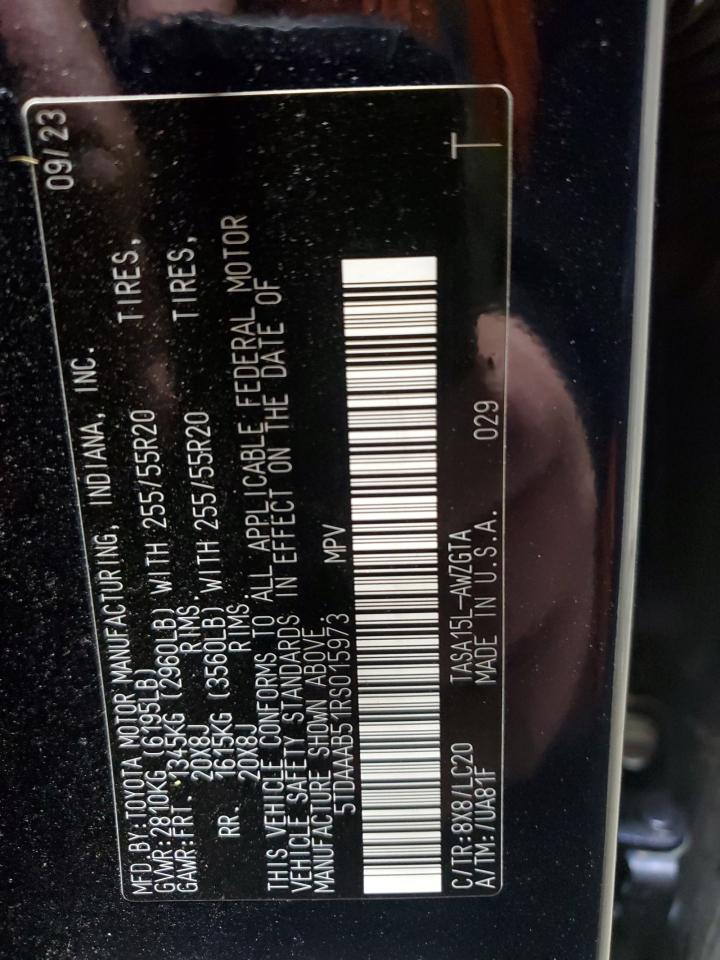 MFD.BY:TOYOTA MOTOR MANUFACTURING, INDIANA, INC. 09/23
GVWR:2810KG (6195LB)
GAWR:FRT. 1345KG (2960LB) WITH 255/55R20 TIRES,
20X8J RIMS.
RR. 1615KG (3560LB) WITH 255/55R20 TIRES,
20X8J RIMS.
THIS VEHICLE CONFORMS TO ALL APPLICABLE FEDERAL MOTOR
VEHICLE SAFETY STANDARDS IN EFFECT ON THE DATE OF
MANUFACTURE SHOWN ABOVE.
5TDAAAB51RS015973 MPV
T
C/TR:8X8/LC20 TASA15L-AWZGTA 029
A/TM:/UA81F MADE IN U.S.A.